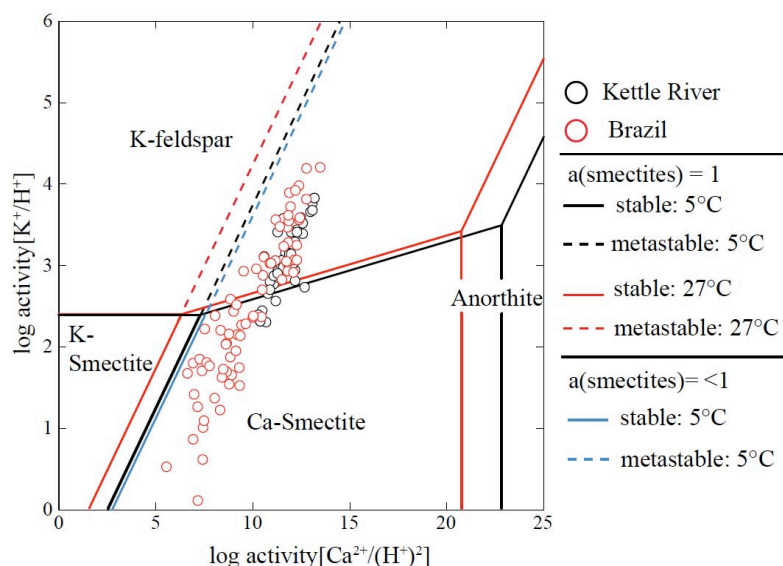 6
5
4
3
2
1
0
0
5
10
15
20
25
log activity[K⁺/H⁺]
log activity[Ca²⁺/(H⁺)²]
K-feldspar
K-
Smectite
Ca-Smectite
Anorthite
Kettle River
Brazil
a(smectites) = 1
stable: 5°C
metastable: 5°C
stable: 27°C
metastable: 27°C
a(smectites)= <1
stable: 5°C
metastable: 5°C